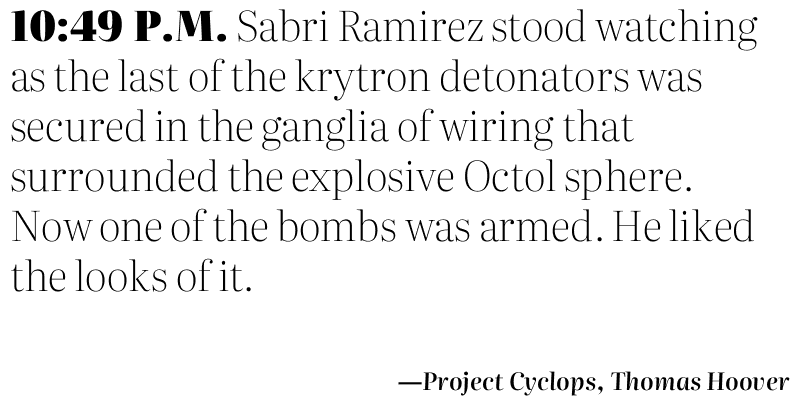 10:49 P.M. Sabri Ramirez stood watching
as the last of the krytron detonators was
secured in the ganglia of wiring that
surrounded the explosive Octol sphere.
Now one of the bombs was armed. He liked
the looks of it.
—Project Cyclops, Thomas Hoover